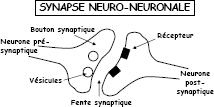 SYNAPSE NEURO-NEURONALE
Bouton synaptique
Récepteur
Neurone pré-
synaptique
Vésicules
Neurone
post-
synaptique
Fente synaptique